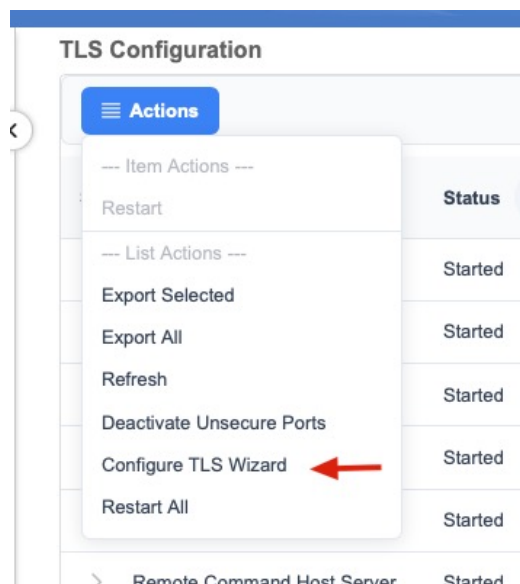 TLS Configuration
Actions
--- Item Actions ---
Restart
Status
--- List Actions ---
Export Selected
Started
Export All
Started
Refresh
Started
Deactivate Unsecure Ports
Configure TLS Wizard
Started
Restart All
Started
Remote Command Host Server
Started